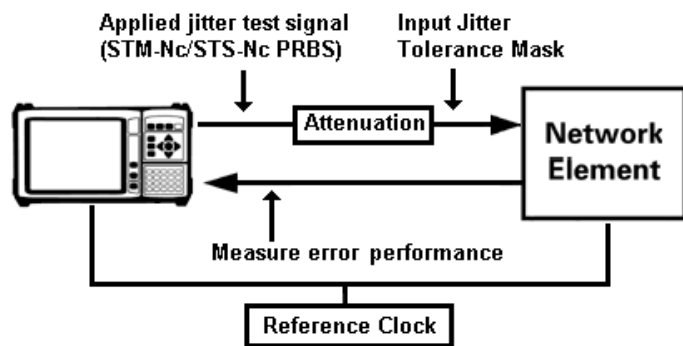 Applied jitter test signal
(STM-Nc/STS-Nc PRBS)
Input Jitter
Tolerance Mask
Attenuation
Network
Element
Measure error performance
Reference Clock